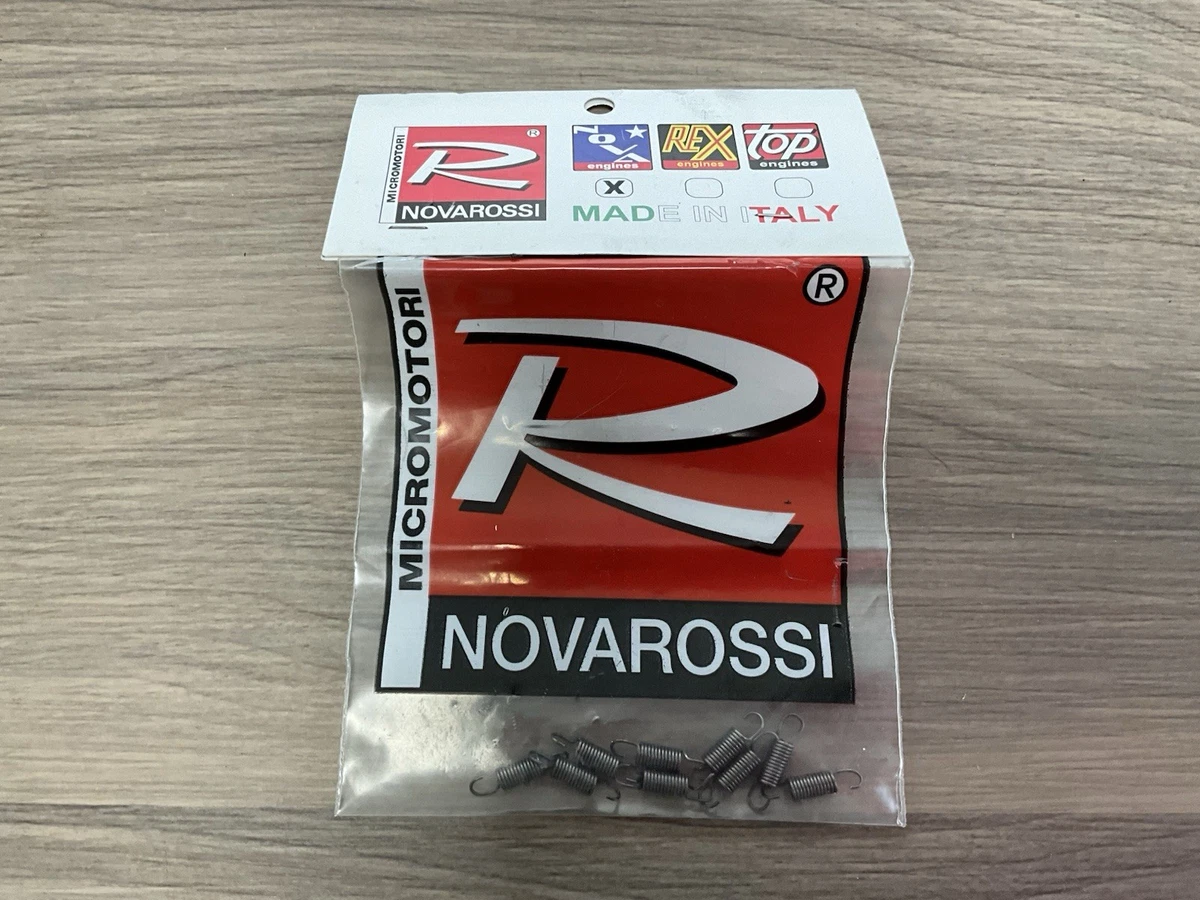 MICROMOTORI
R
®
NOVAROSSI
NOVA
engines
REX
engines
top
engines
X
MADE IN ITALY
MICROMOTORI
R
®
NOVAROSSI